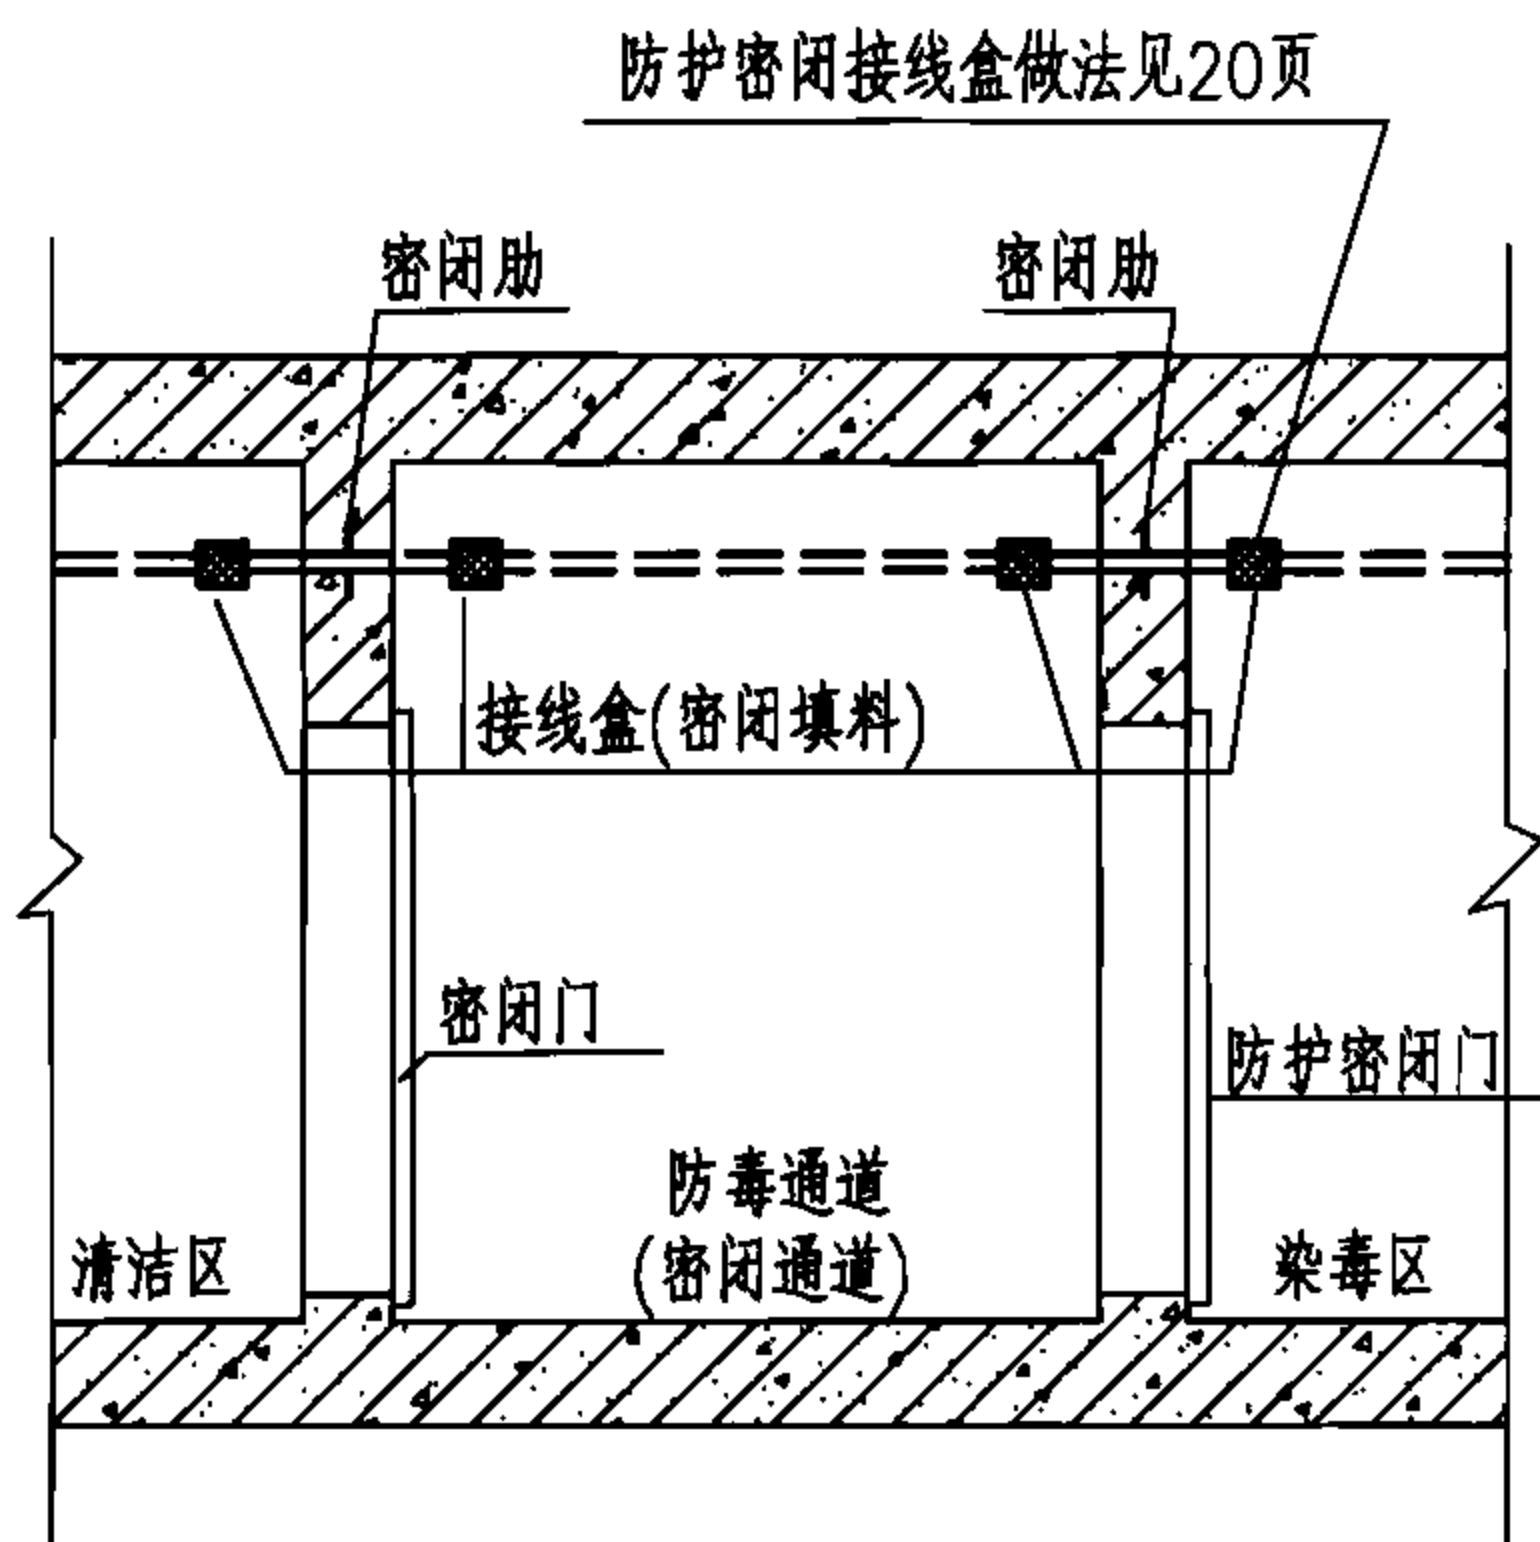 防护密闭接线盒做法见20页
密闭肋
密闭肋
接线盒(密闭填料)
密闭门
防护密闭门
防毒通道
(密闭通道)
清洁区
染毒区